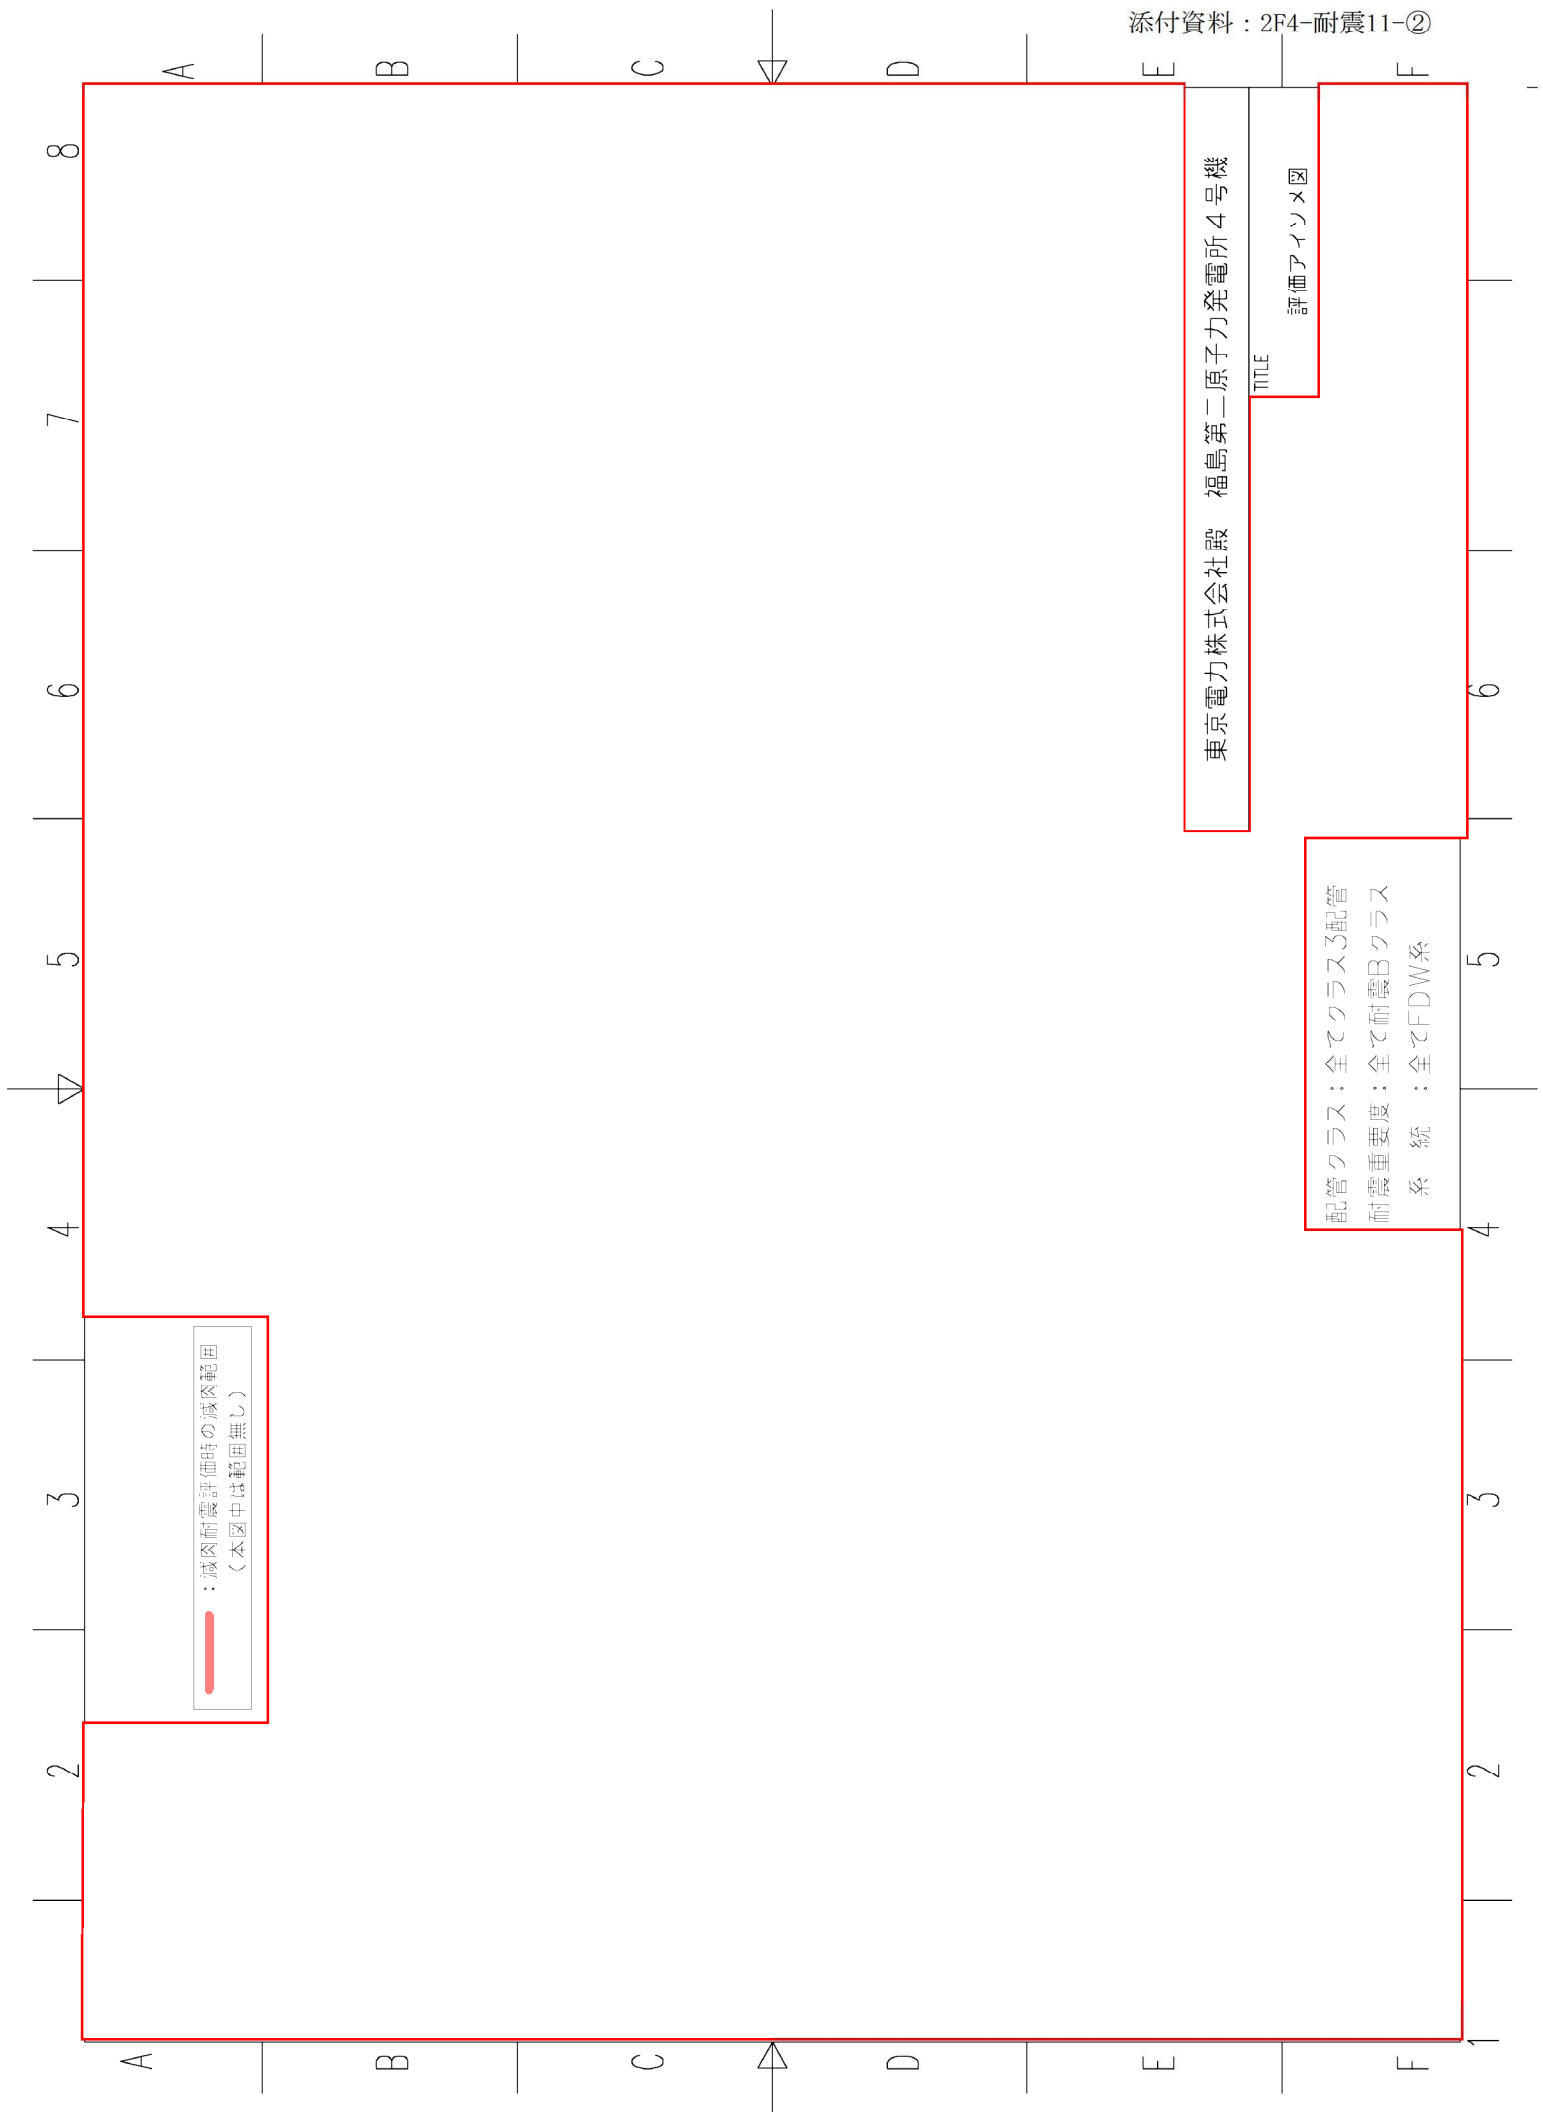 添付資料：2F4-耐震11-②
A
B
C
D
E
F
8
7
6
5
4
3
2
東京電力株式会社殿　福島第二原子力発電所４号機
TITLE
評価アイソメ図
配管クラス：全てクラス3配管
耐震重要度：全て耐震Bクラス
系　統　：全てFDW系
：減肉耐震評価時の減肉範囲
（本図中は範囲無し）
6
5
4
3
2
1
A
B
C
D
E
F